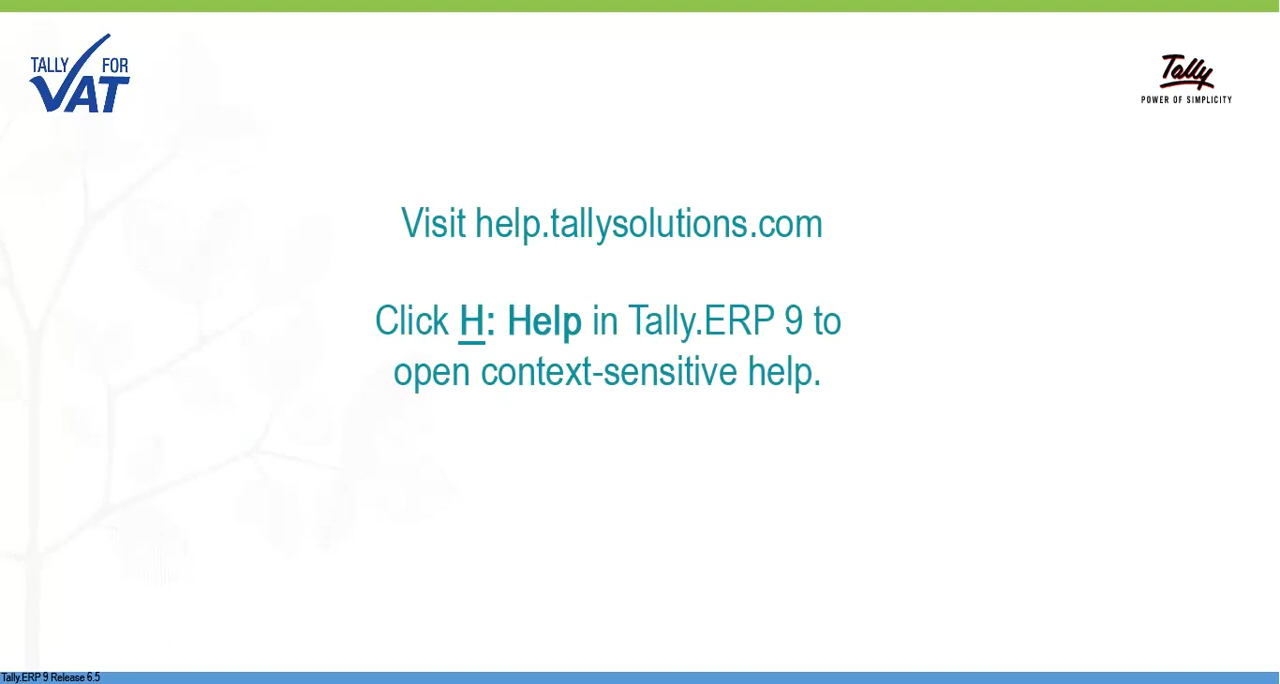 TALLY FOR
VAT
Tally
POWER OF SIMPLICITY
Visit help.tallysolutions.com
Click H: Help in Tally.ERP 9 to
open context-sensitive help.
Tally.ERP 9 Release 6.5